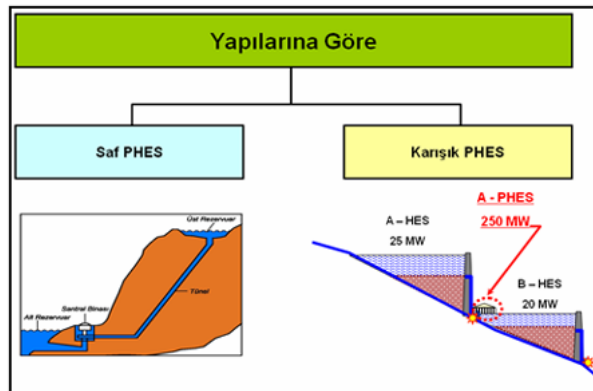 Yapılarına Göre
Saf PHES
Karışık PHES
A - PHES
250 MW
A – HES
25 MW
B – HES
20 MW
Üst Rezervuar
Tünel
Santral Binası
Alt Rezervuar